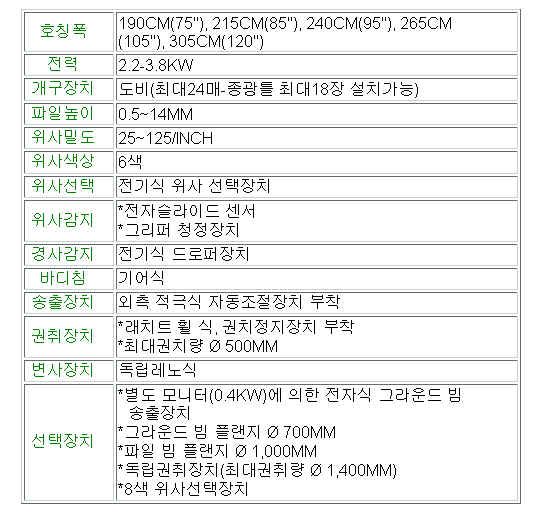 호칭폭
190CM(75"), 215CM(85"), 240CM(95"), 265CM
(105"), 305CM(120")
전력
2.2-3.8KW
개구장치
도비(최대24매-종광틀 최대18장 설치가능)
파일높이
0.5~14MM
위사밀도
25~125/INCH
위사색상
6색
위사선택
전기식 위사 선택장치
위사감지
*전자슬라이드 센서
*그리퍼 청정장치
경사감지
전기식 드로퍼장치
바디침
기어식
송출장치
외측 적극식 자동조절장치 부착
권취장치
*래치트 휠 식, 권치정지장치 부착
*최대권치량 Ø 500MM
변사장치
독립레노식
선택장치
*별도 모니터(0.4KW)에 의한 전자식 그라운드 빔
송출장치
*그라운드 빔 플랜지 Ø 700MM
*파일 빔 플랜지 Ø 1,000MM
*독립권취장치(최대권취량 Ø 1,400MM)
*8색 위사선택장치